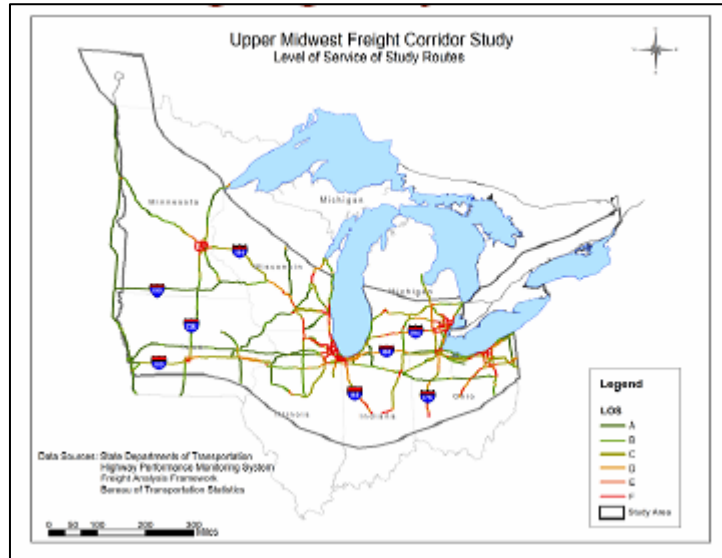 Upper Midwest Freight Corridor Study
Level of Service of Study Routes
Minnesota
Michigan
Wisconsin
Michigan
Illinois
Indiana
Ohio
Legend
LOS
A
B
C
D
E
F
Study Area
Data Sources: State Departments of Transportation
Highway Performance Monitoring System
Freight Analysis Framework
Bureau of Transportation Statistics
0 50 100 200 300
Miles